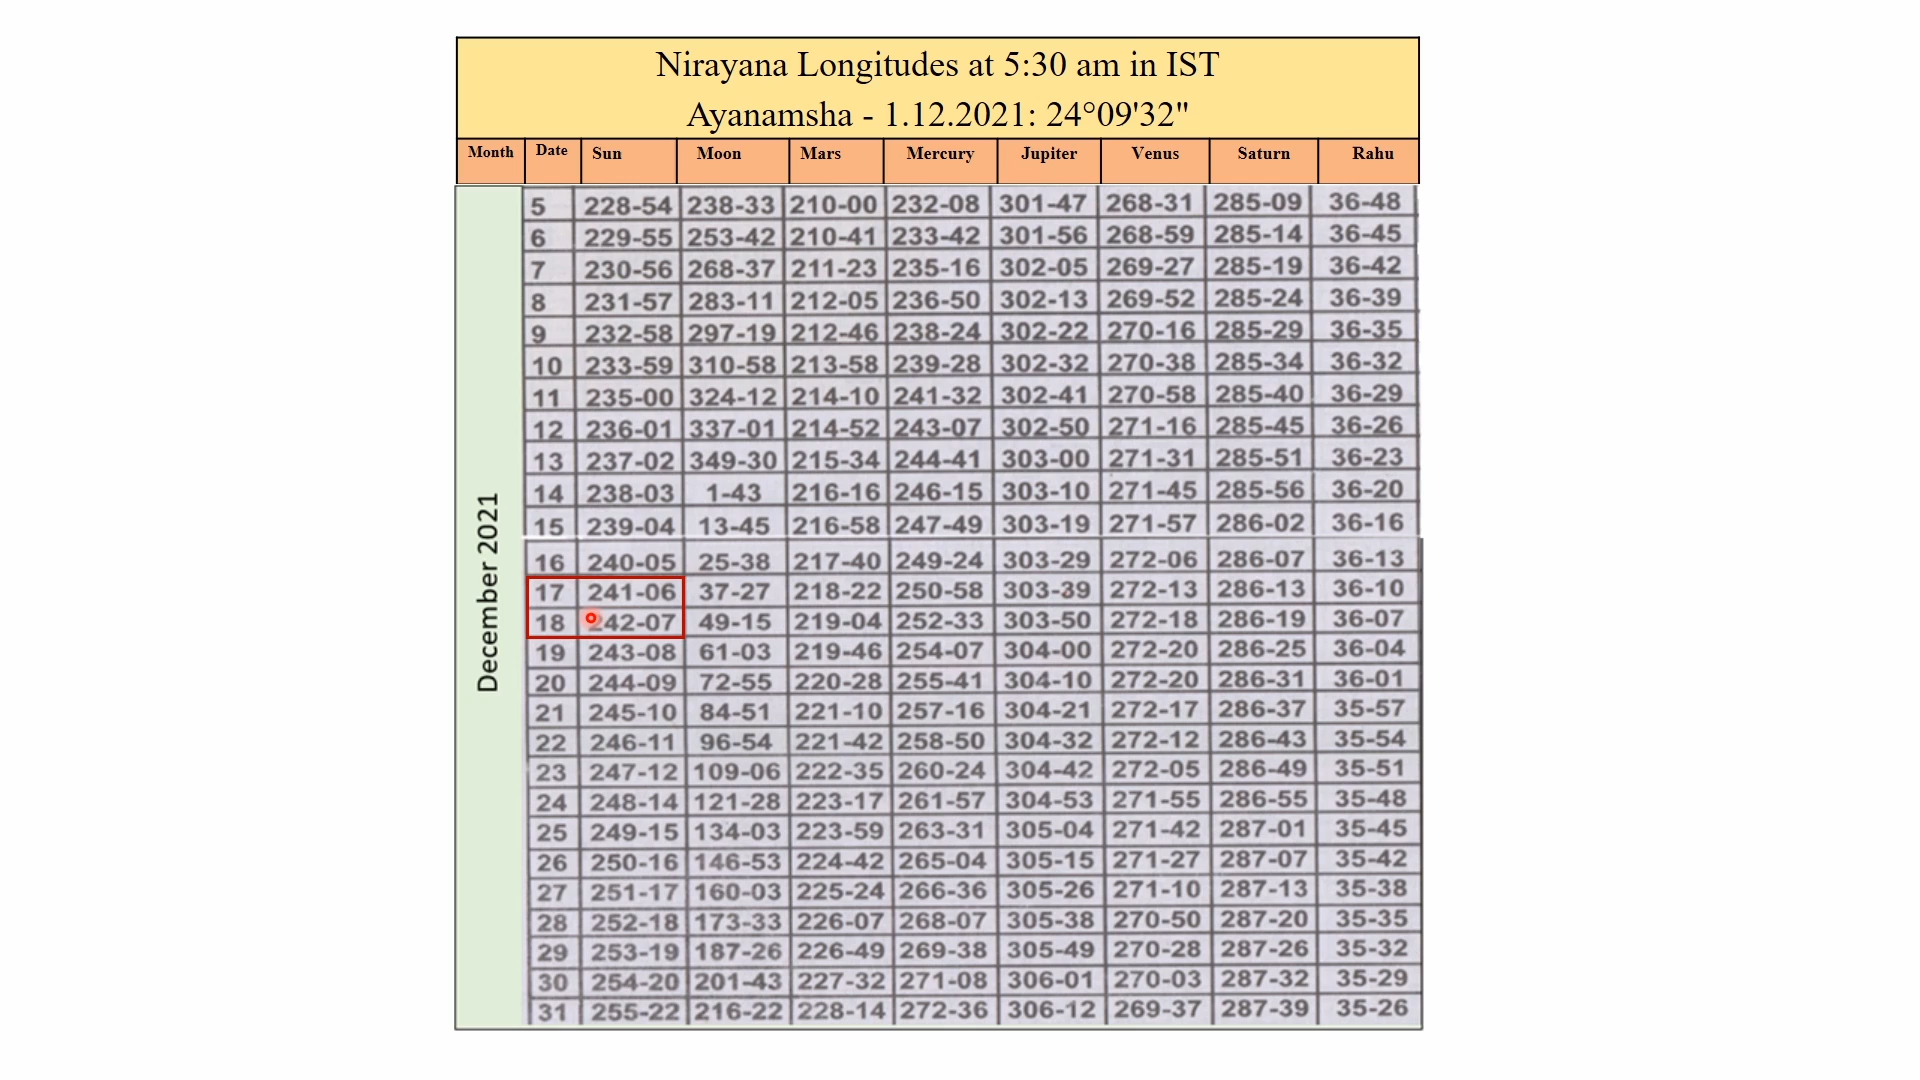 Nirayana Longitudes at 5:30 am in IST
Ayanamsha - 1.12.2021: 24°09'32"
Month Date Sun Moon Mars Mercury Jupiter Venus Saturn Rahu
December 2021
5 228-54 238-33 210-00 232-08 301-47 268-31 285-09 36-48
6 229-55 253-42 210-41 233-42 301-56 268-59 285-14 36-45
7 230-56 268-37 211-23 235-16 302-05 269-27 285-19 36-42
8 231-57 283-11 212-05 236-50 302-13 269-52 285-24 36-39
9 232-58 297-19 212-46 238-24 302-22 270-16 285-29 36-35
10 233-59 310-58 213-58 239-28 302-32 270-38 285-34 36-32
11 235-00 324-12 214-10 241-32 302-41 270-58 285-40 36-29
12 236-01 337-01 214-52 243-07 302-50 271-16 285-45 36-26
13 237-02 349-30 215-34 244-41 303-00 271-31 285-51 36-23
14 238-03 1-43 216-16 246-15 303-10 271-45 285-56 36-20
15 239-04 13-45 216-58 247-49 303-19 271-57 286-02 36-16
16 240-05 25-38 217-40 249-24 303-29 272-06 286-07 36-13
17 241-06 37-27 218-22 250-58 303-39 272-13 286-13 36-10
18 242-07 49-15 219-04 252-33 303-50 272-18 286-19 36-07
19 243-08 61-03 219-46 254-07 304-00 272-20 286-25 36-04
20 244-09 72-55 220-28 255-41 304-10 272-20 286-31 36-01
21 245-10 84-51 221-10 257-16 304-21 272-17 286-37 35-57
22 246-11 96-54 221-42 258-50 304-32 272-12 286-43 35-54
23 247-12 109-06 222-35 260-24 304-42 272-05 286-49 35-51
24 248-14 121-28 223-17 261-57 304-53 271-55 286-55 35-48
25 249-15 134-03 223-59 263-31 305-04 271-42 287-01 35-45
26 250-16 146-53 224-42 265-04 305-15 271-27 287-07 35-42
27 251-17 160-03 225-24 266-36 305-26 271-10 287-13 35-38
28 252-18 173-33 226-07 268-07 305-38 270-50 287-20 35-35
29 253-19 187-26 226-49 269-38 305-49 270-28 287-26 35-32
30 254-20 201-43 227-32 271-08 306-01 270-03 287-32 35-29
31 255-22 216-22 228-14 272-36 306-12 269-37 287-39 35-26